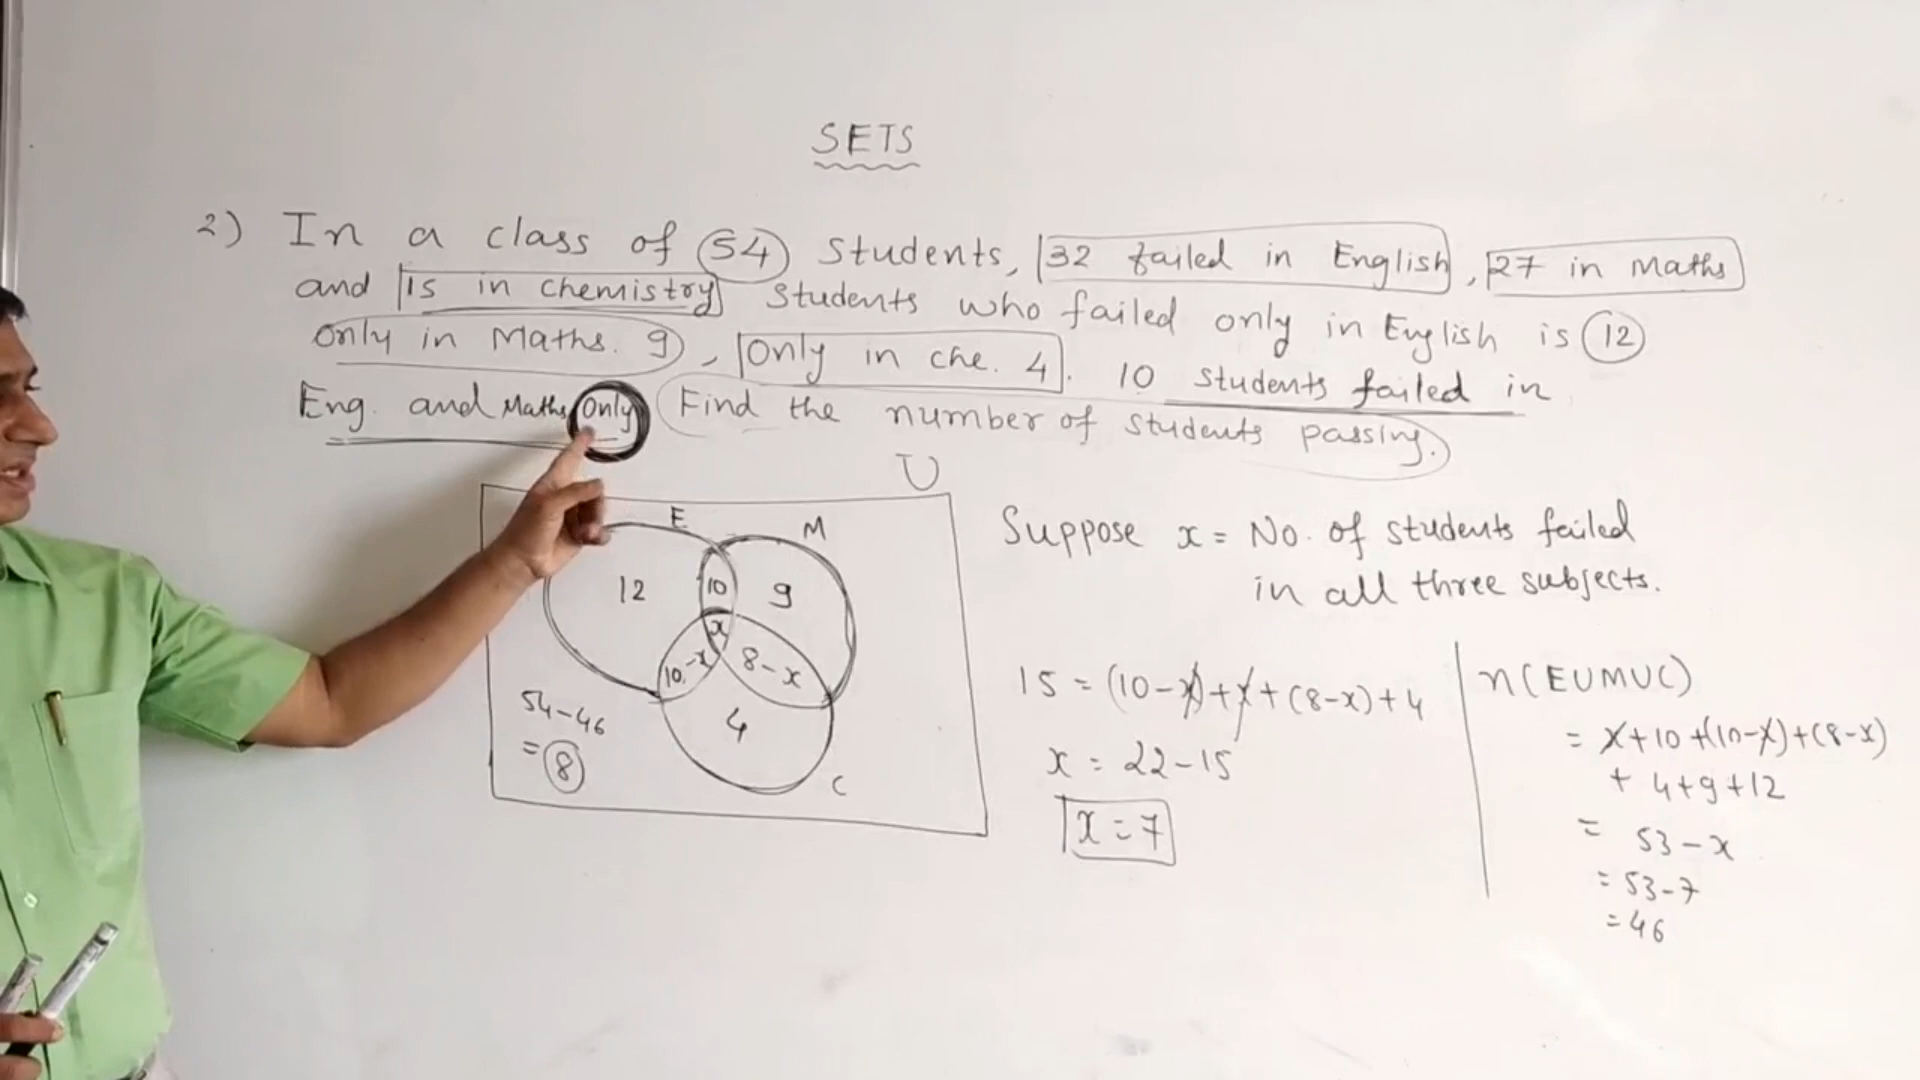 SETS
2) In a class of 54 students, 32 failed in English, 27 in Maths
and 15 in chemistry students who failed only in English is 12
only in Maths. 9, only in che. 4. 10 students failed in
Eng. and Maths only Find the number of students passing.
U
E
M
12
10
9
x
10-x
8-x
4
C
54-46
= 8
Suppose x = No. of students failed
in all three subjects.
15 = (10-x)+x+(8-x)+4
x = 22-15
x = 7
n(EUMUC)
= x+10+(10-x)+(8-x)
+ 4+9+12
= 53-x
= 53-7
= 46